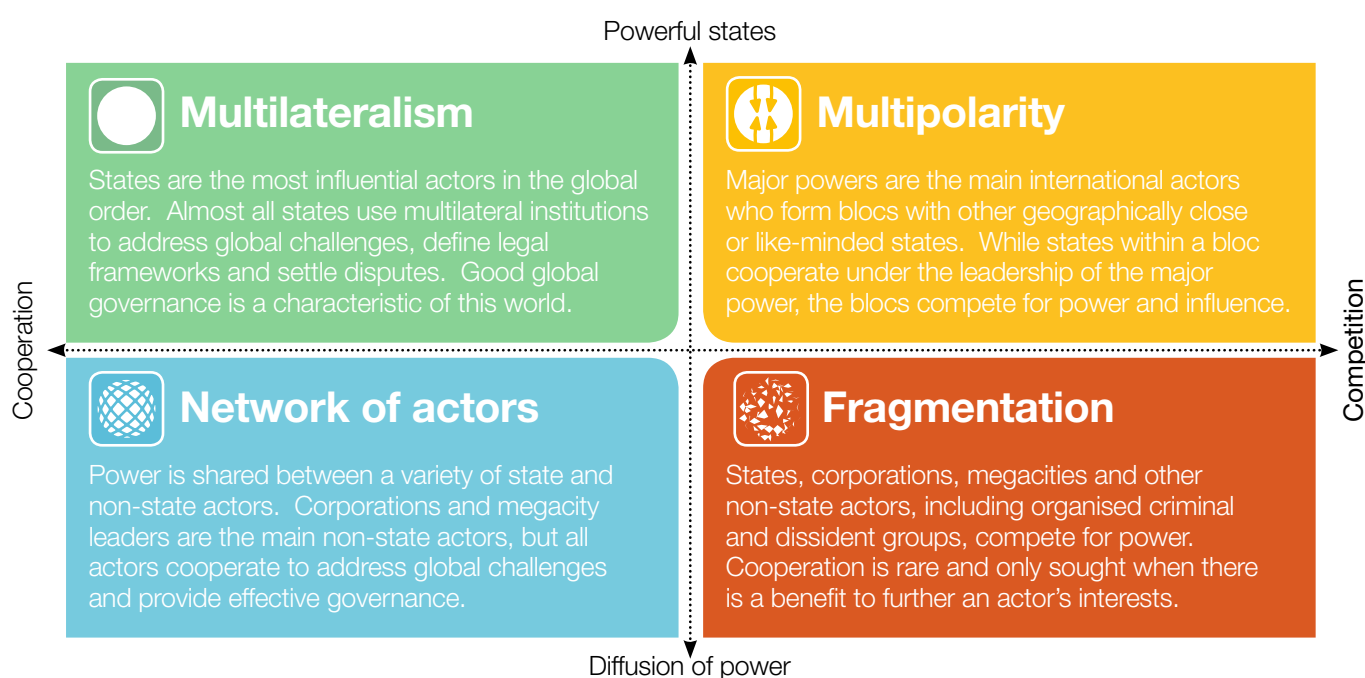 Powerful states
Multilateralism
States are the most influential actors in the global
order.  Almost all states use multilateral institutions
to address global challenges, define legal
frameworks and settle disputes.  Good global
governance is a characteristic of this world.
Multipolarity
Major powers are the main international actors
who form blocs with other geographically close
or like-minded states.  While states within a bloc
cooperate under the leadership of the major
power, the blocs compete for power and influence.
Cooperation
Competition
Network of actors
Power is shared between a variety of state and
non-state actors.  Corporations and megacity
leaders are the main non-state actors, but all
actors cooperate to address global challenges
and provide effective governance.
Fragmentation
States, corporations, megacities and other
non-state actors, including organised criminal
and dissident groups, compete for power.
Cooperation is rare and only sought when there
is a benefit to further an actor’s interests.
Diffusion of power